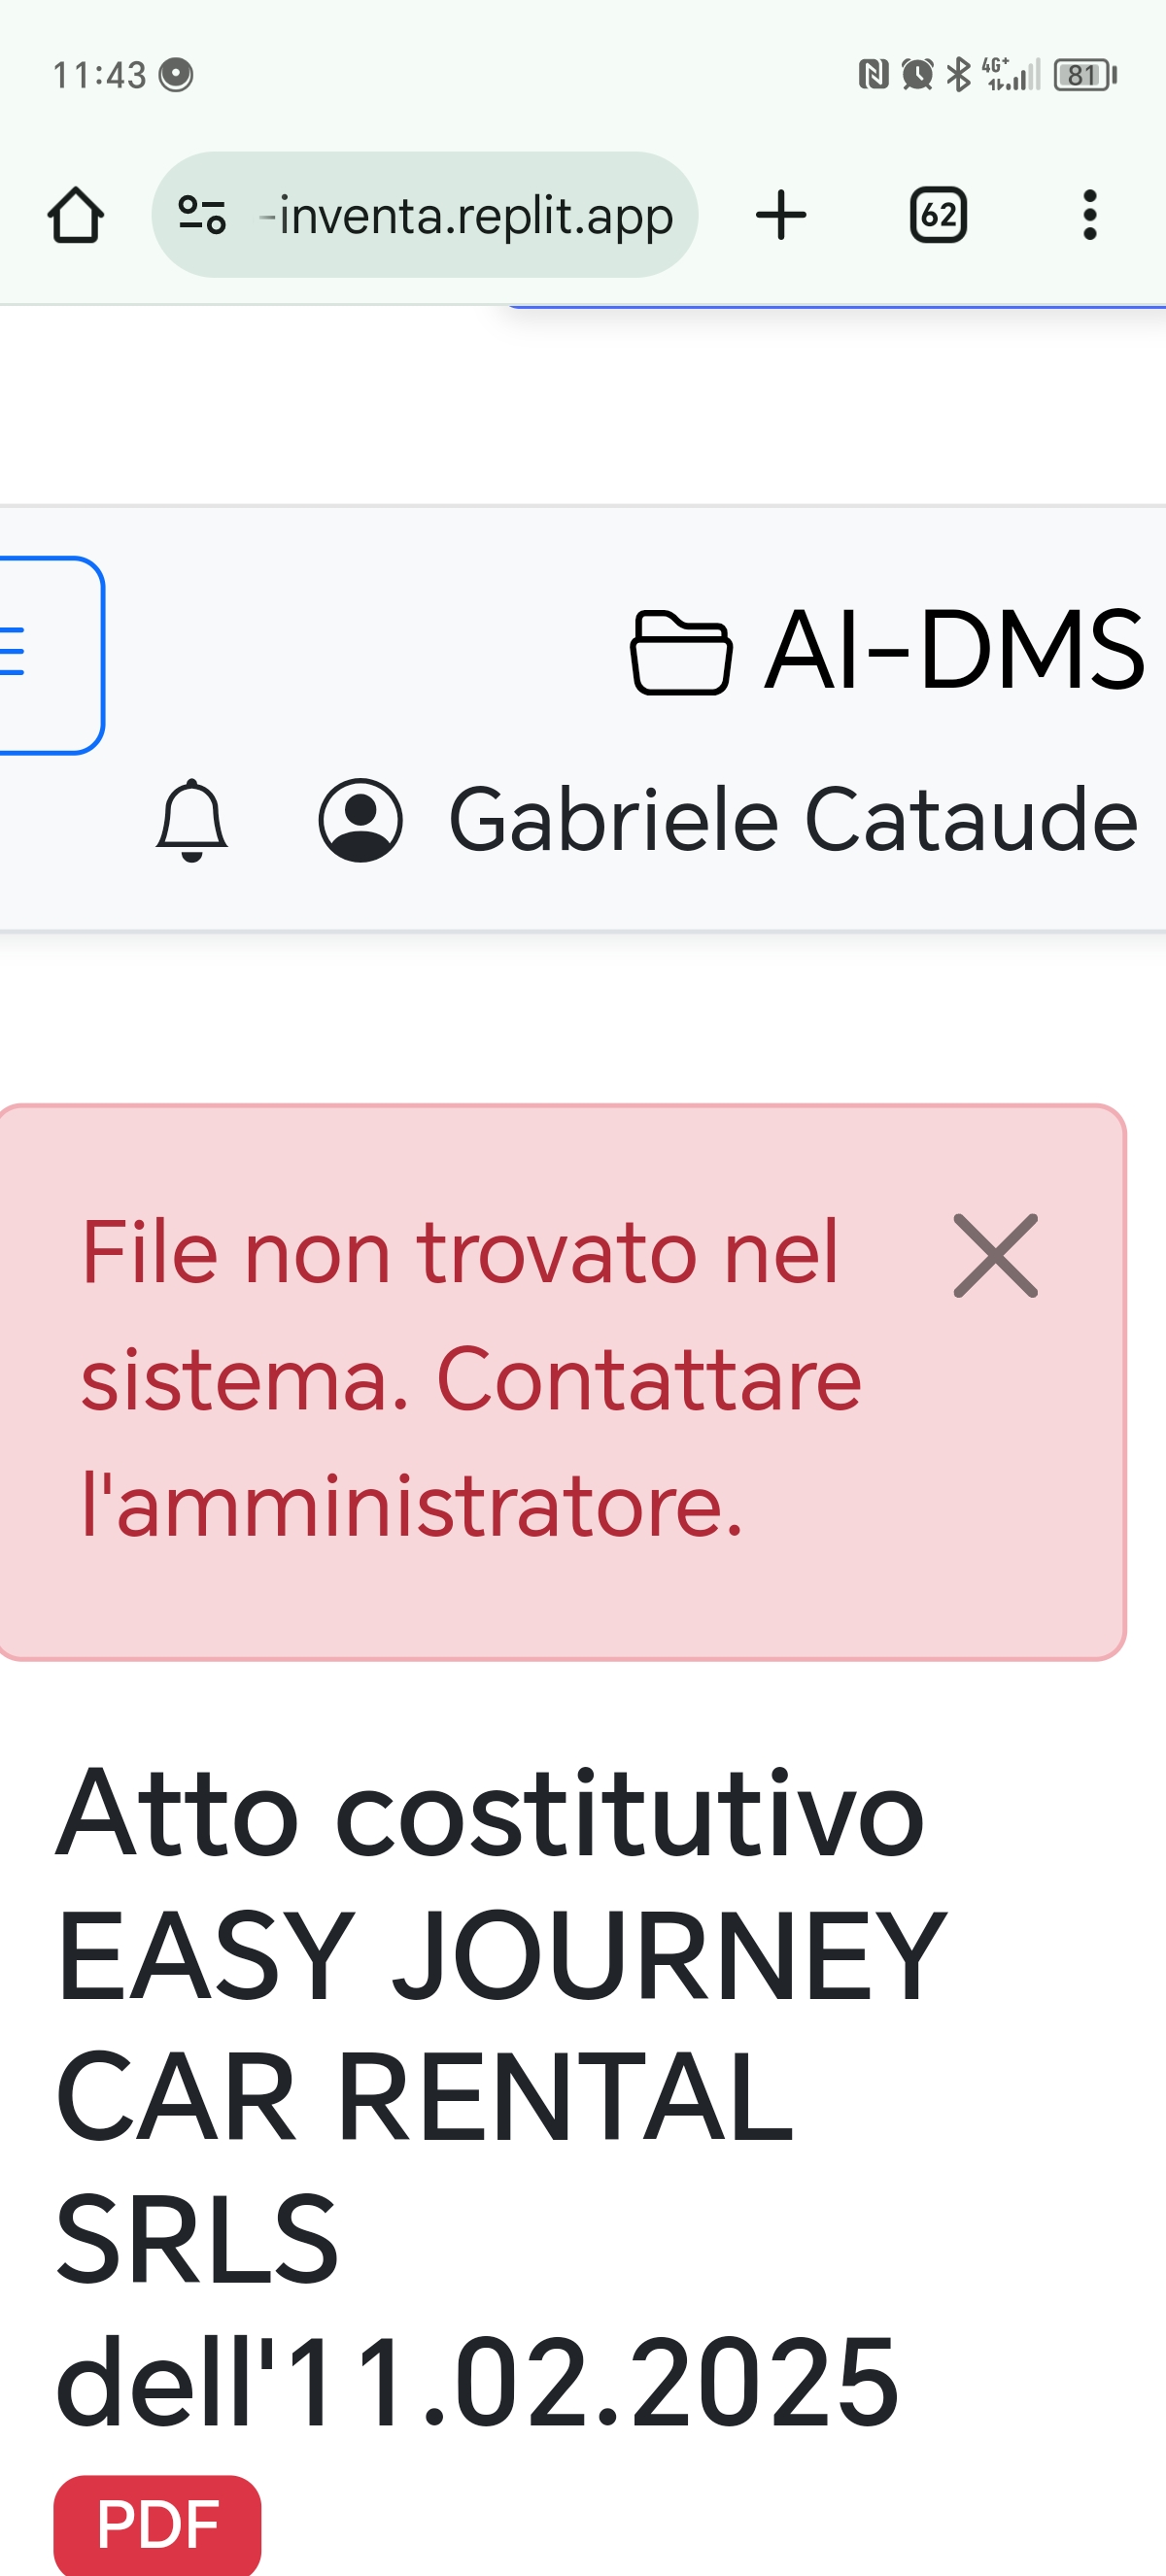 11:43
4G+
81
-inventa.replit.app
62
AI-DMS
Gabriele Cataude
File non trovato nel
sistema. Contattare
l'amministratore.
Atto costitutivo
EASY JOURNEY
CAR RENTAL
SRLS
dell'11.02.2025
PDF